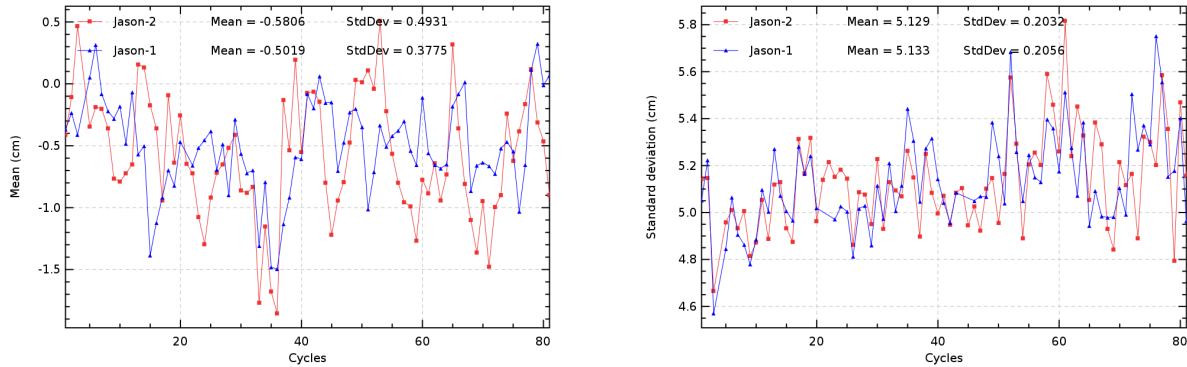 Jason-2 Mean = -0.5806 StdDev = 0.4931
Jason-1 Mean = -0.5019 StdDev = 0.3775
0.0
-0.5
-1.0
-1.5
Mean (cm)
20 40 60 80
Cycles
Jason-2 Mean = 5.129 StdDev = 0.2032
Jason-1 Mean = 5.133 StdDev = 0.2056
5.8
5.6
5.4
5.2
5.0
4.8
4.6
Standard deviation (cm)
20 40 60 80
Cycles